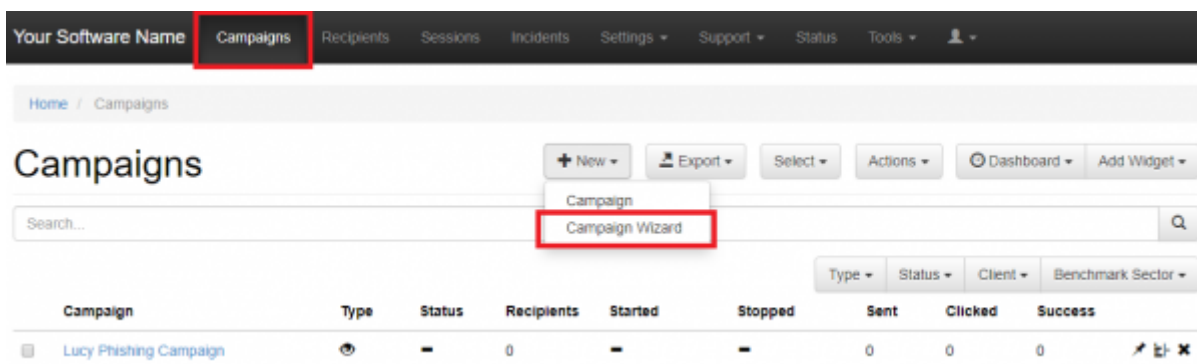 Your Software Name Campaigns Recipients Sessions Incidents Settings Support Status Tools
Home / Campaigns
Campaigns
New Export Select Actions Dashboard Add Widget
Campaign
Campaign Wizard
Search...
Type Status Client Benchmark Sector
Campaign Type Status Recipients Started Stopped Sent Clicked Success
Lucy Phishing Campaign - 0 - - 0 0 0